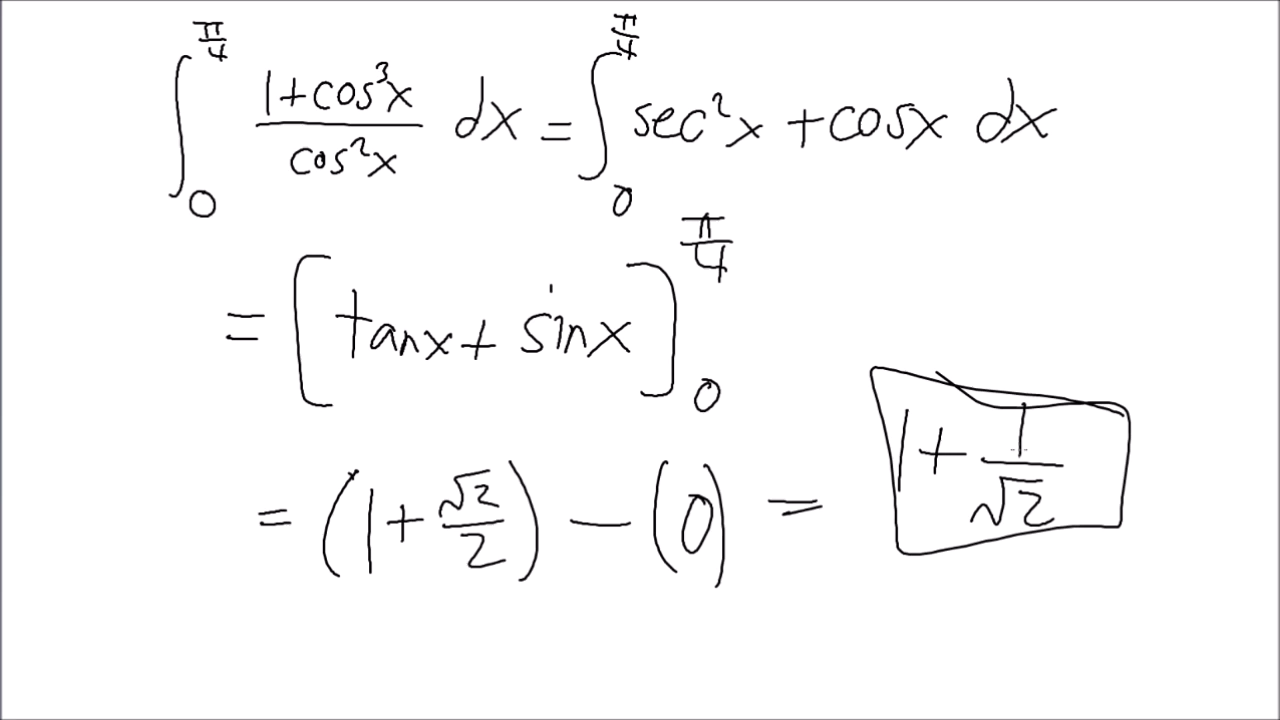 ∫₀^(π/4) (1+cos³x)/(cos²x) dx = ∫₀^(π/4) sec²x + cosx dx
= [tanx + sinx]₀^(π/4)
= (1 + √2/2) − (0) = 1 + 1/√2